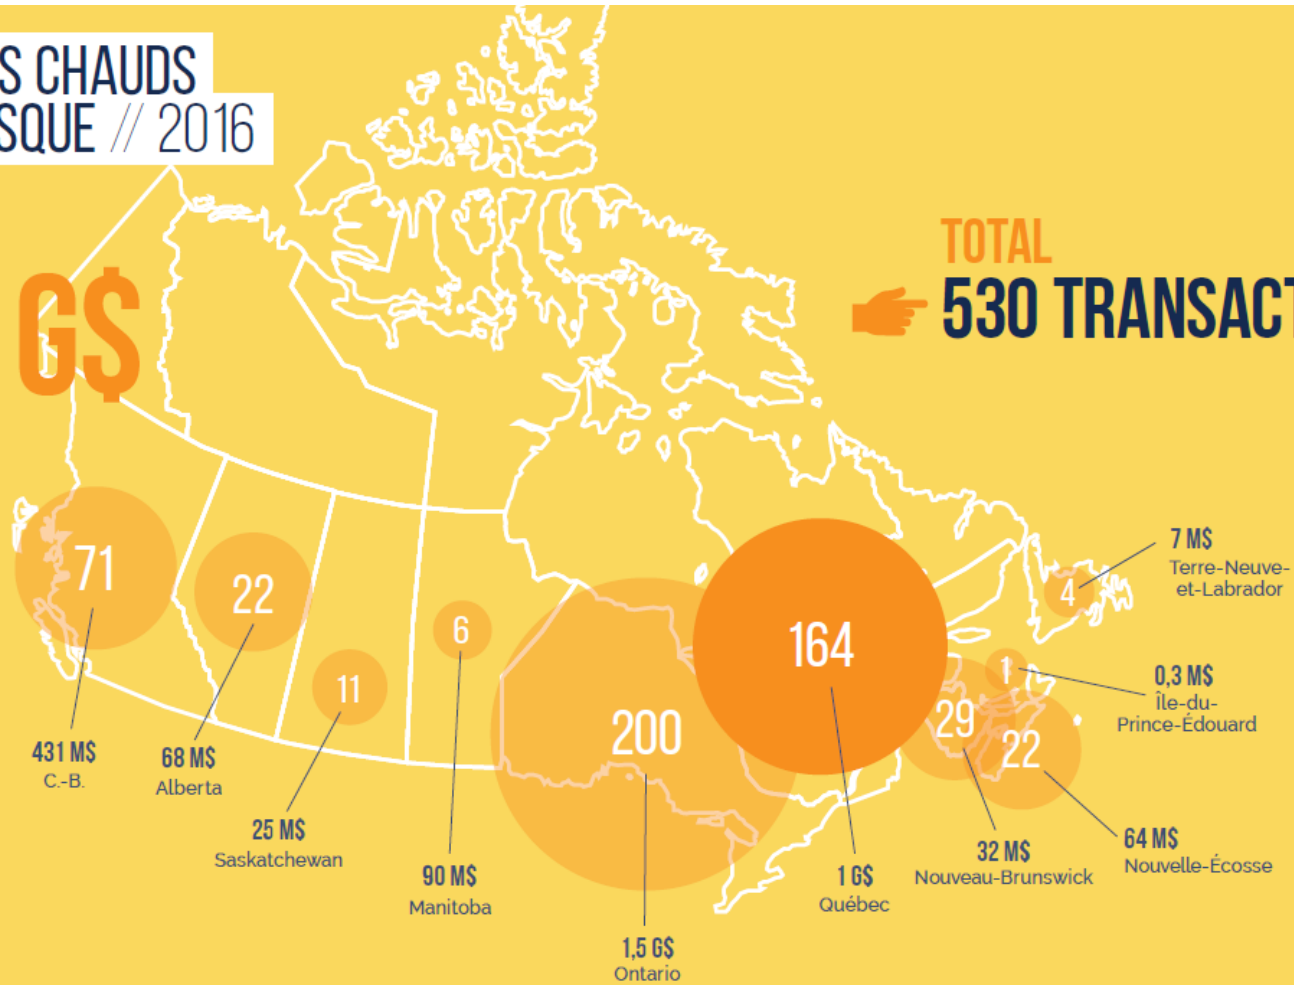 S CHAUDS
SQUE // 2016
G$
TOTAL
530 TRANSACT
71
431 M$
C.-B.
22
68 M$
Alberta
11
25 M$
Saskatchewan
6
90 M$
Manitoba
200
1,5 G$
Ontario
164
1 G$
Québec
29
32 M$
Nouveau-Brunswick
22
64 M$
Nouvelle-Écosse
1
0,3 M$
Île-du-
Prince-Édouard
4
7 M$
Terre-Neuve-
et-Labrador